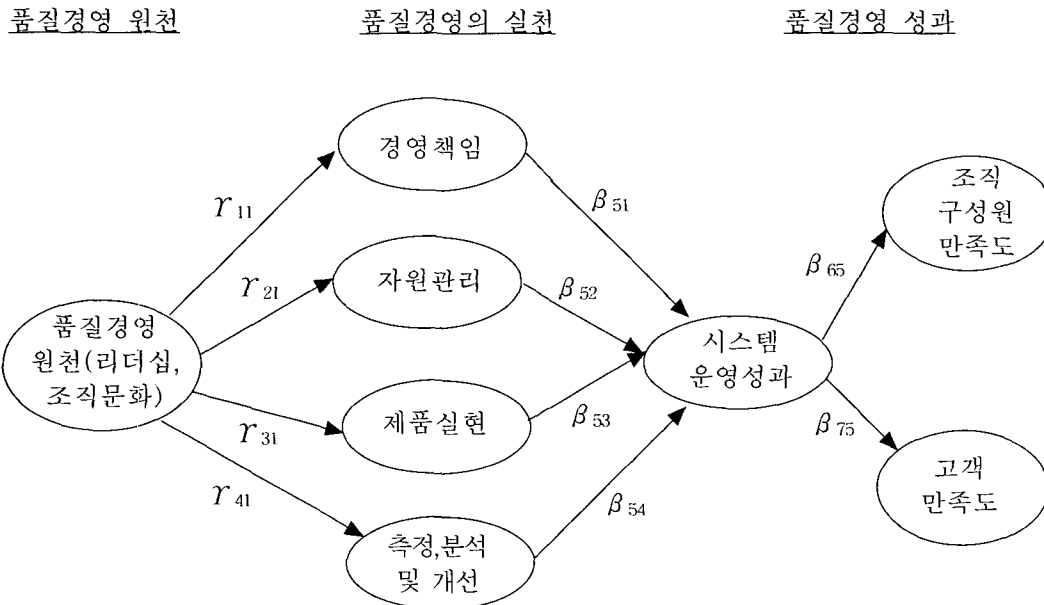 품질경영 원천
품질경영의 실천
품질경영 성과
경영책임
조직
구성원
만족도
γ11
β51
β65
자원관리
γ21
β52
품질경영
원천(리더십,
조직문화)
시스템
운영성과
제품실현
γ31
β53
β75
γ41
고객
만족도
β54
측정,분석
및 개선